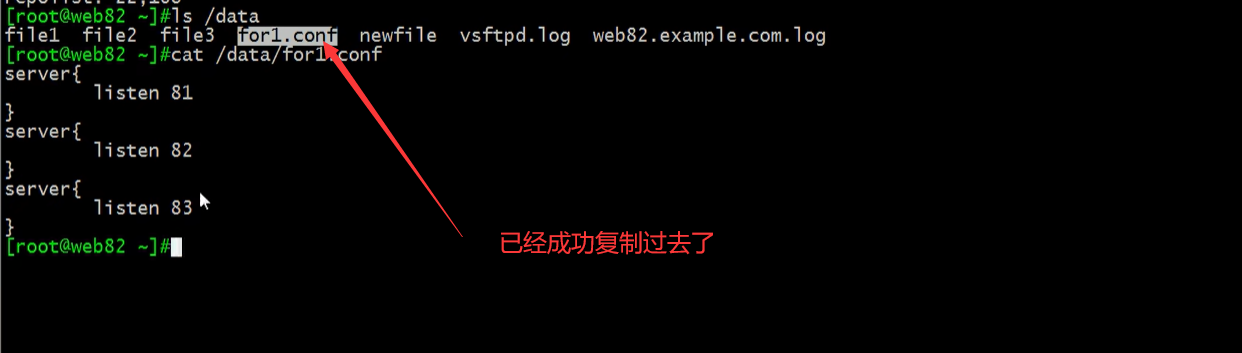 [root@web82 ~]#ls /data
file1  file2  file3  for1.conf  newfile  vsftpd.log  web82.example.com.log
[root@web82 ~]#cat /data/for1.conf
server{
        listen 81
}
server{
        listen 82
}
server{
        listen 83
}
[root@web82 ~]#
已经成功复制过去了